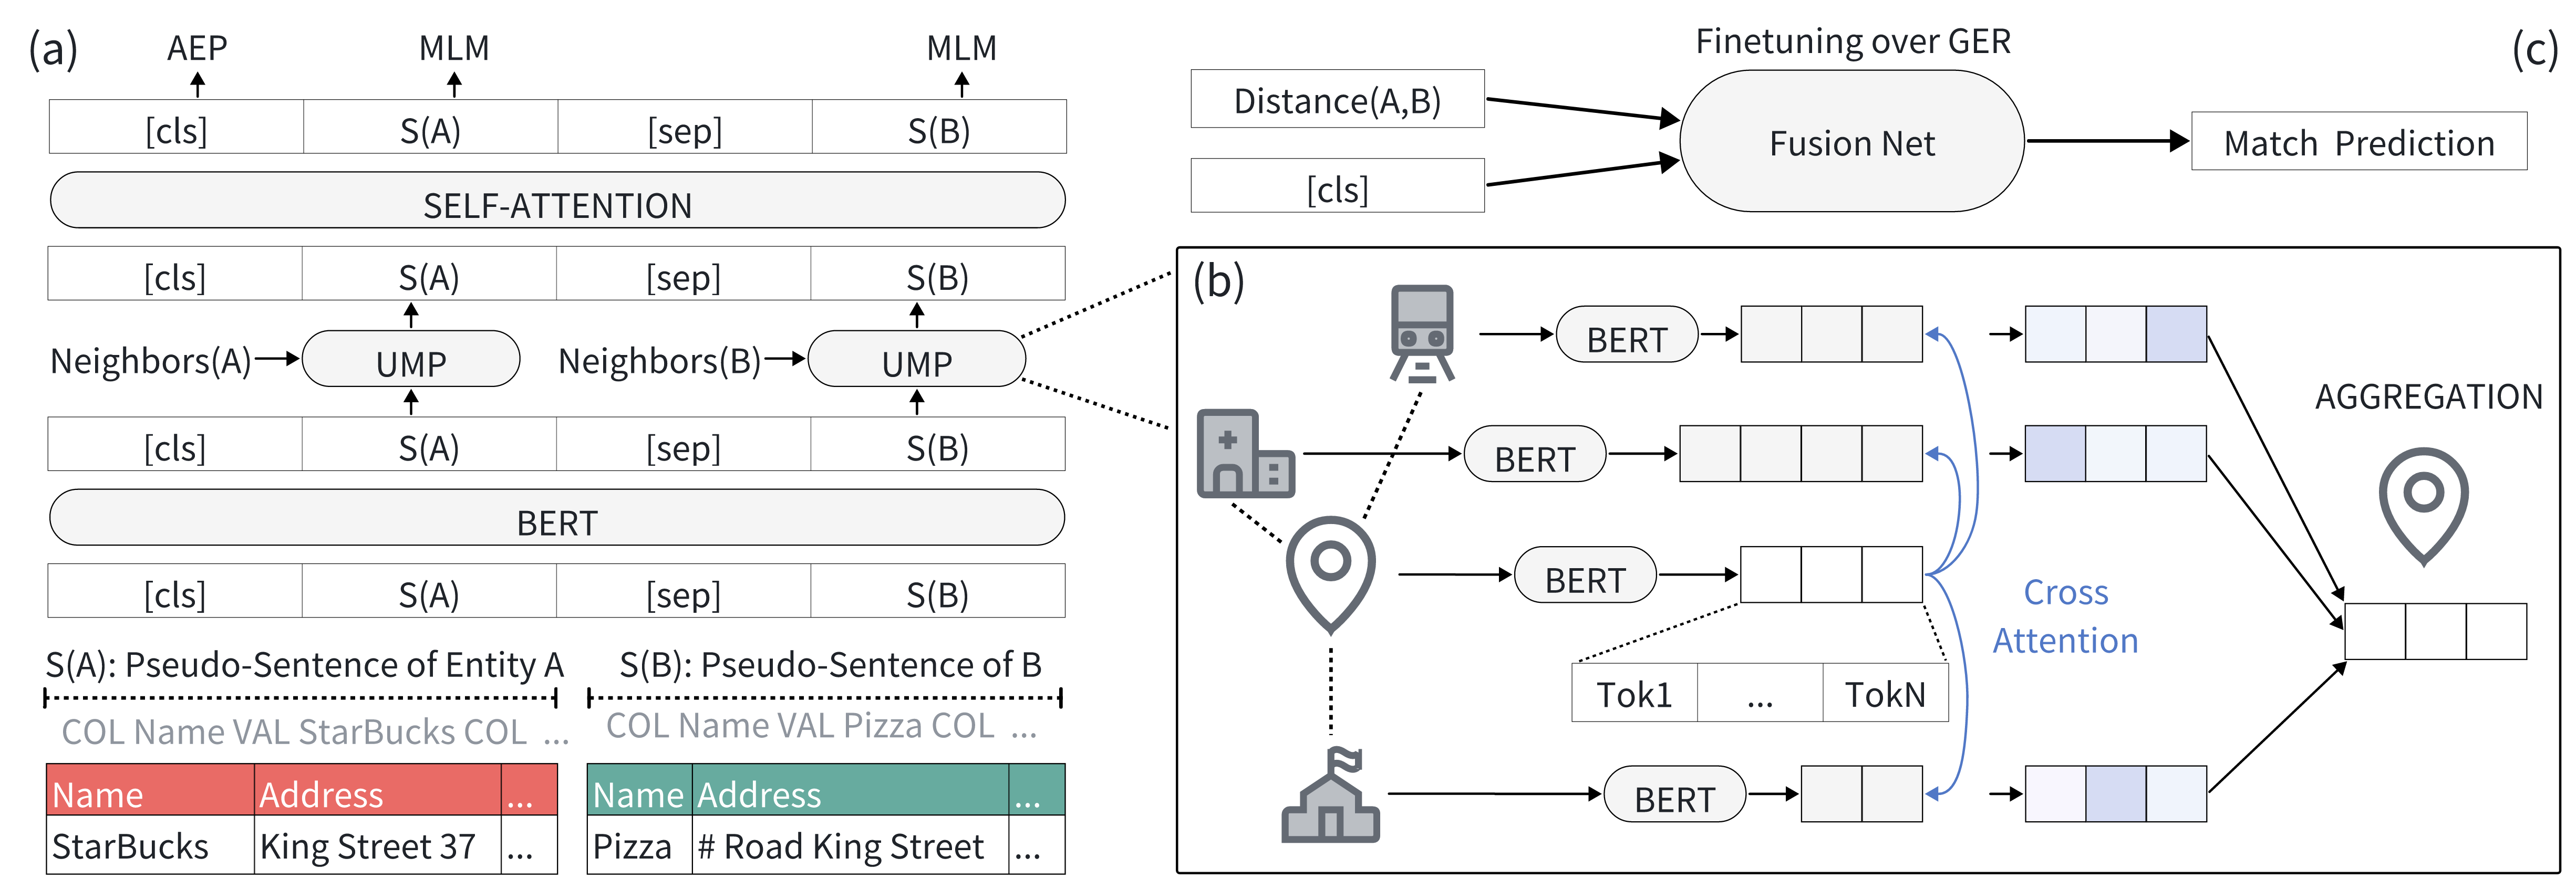 (a)
AEP MLM MLM
[cls] S(A) [sep] S(B)
SELF-ATTENTION
[cls] S(A) [sep] S(B)
Neighbors(A) UMP Neighbors(B) UMP
[cls] S(A) [sep] S(B)
BERT
[cls] S(A) [sep] S(B)
S(A): Pseudo-Sentence of Entity A
COL Name VAL StarBucks COL ...
Name Address ...
StarBucks King Street 37 ...
S(B): Pseudo-Sentence of B
COL Name VAL Pizza COL ...
Name Address ...
Pizza # Road King Street ...
(c)
Finetuning over GER
Distance(A,B)
[cls]
Fusion Net
Match Prediction
(b)
BERT
BERT
BERT
Tok1 ... TokN
BERT
Cross
Attention
AGGREGATION